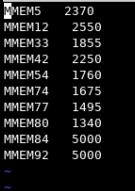 MMEM5 2370
MMEM12 2550
MMEM33 1855
MMEM42 2250
MMEM54 1760
MMEM74 1675
MMEM77 1495
MMEM80 1340
MMEM84 5000
MMEM92 5000
~
~